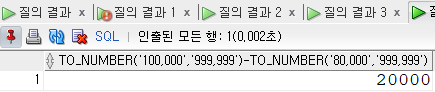 질의 결과 × 질의 결과 1 × 질의 결과 2 × 질의 결과 3 × 질의
SQL | 인출된 모든 행: 1(0,002초)
TO_NUMBER('100,000','999,999')-TO_NUMBER('80,000','999,999')
1 20000